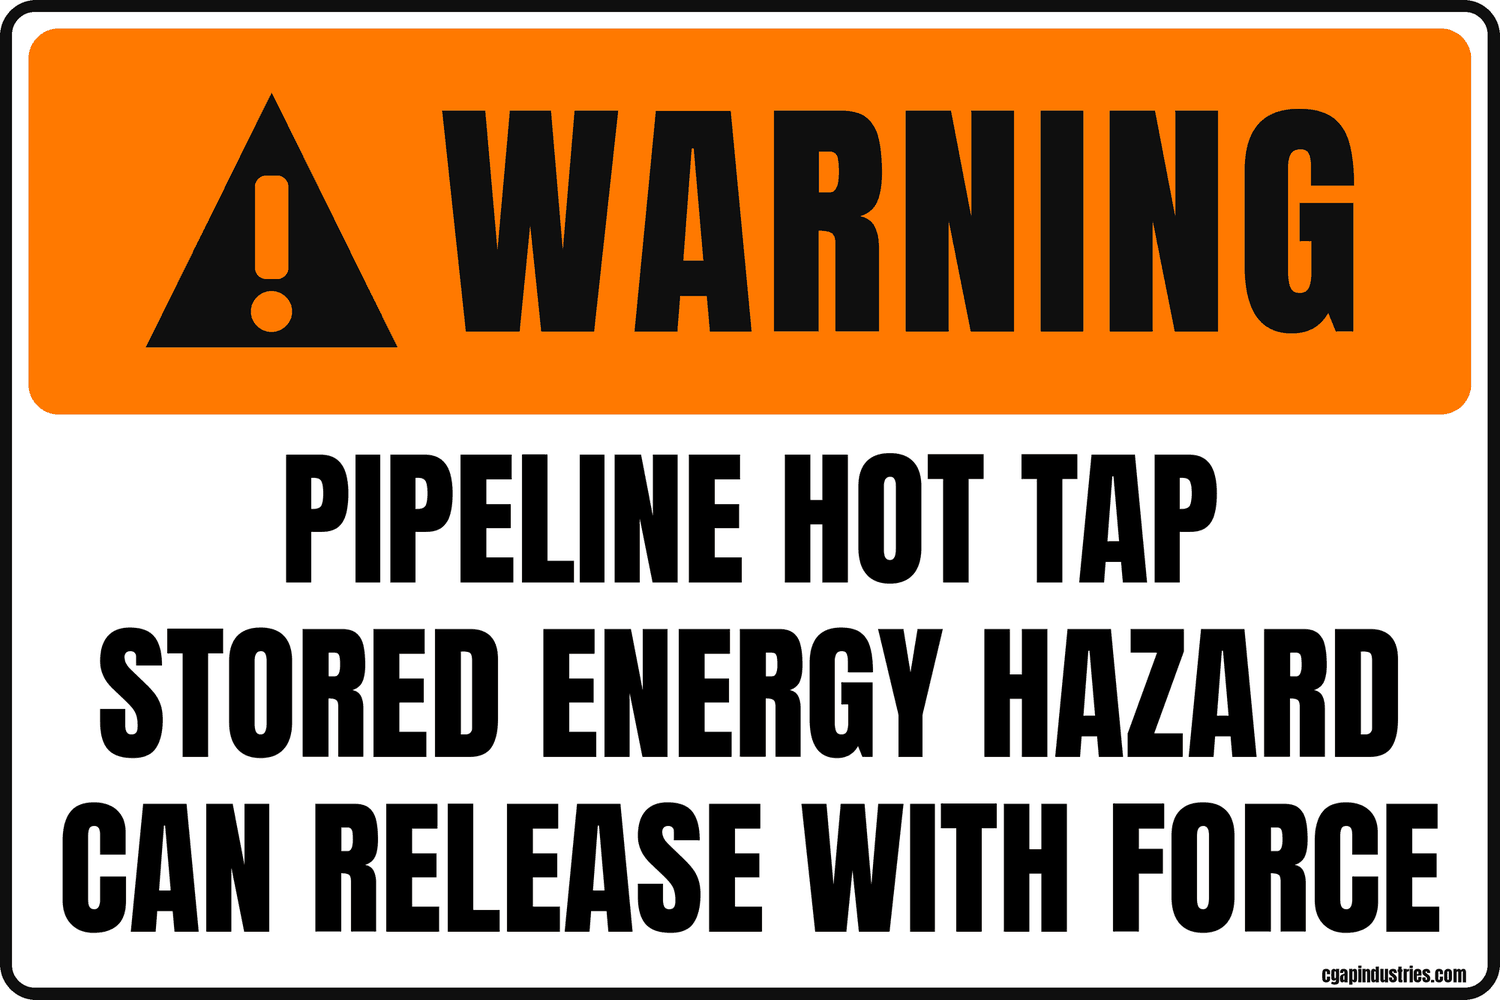 WARNING
PIPELINE HOT TAP
STORED ENERGY HAZARD
CAN RELEASE WITH FORCE
cgapindustries.com